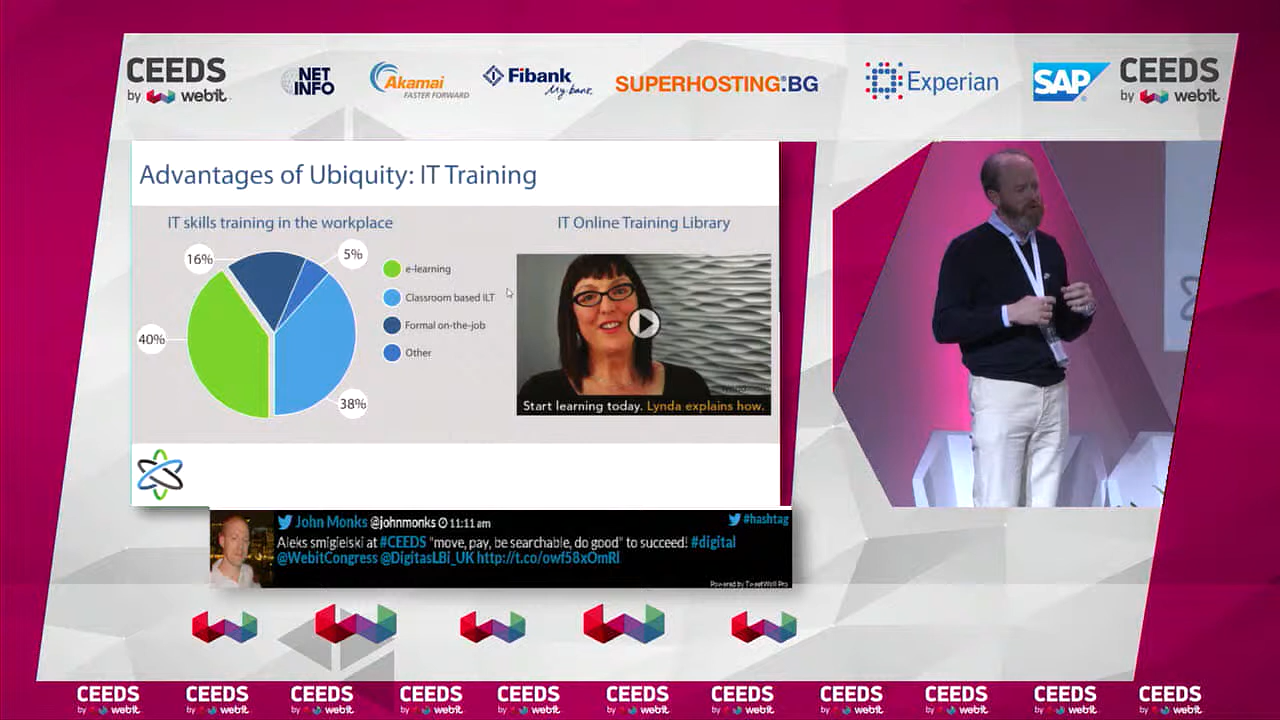 CEEDS
by webit
NET
INFO
Akamai
FASTER FORWARD
Fibank
My bank
SUPERHOSTING.BG
Experian
SAP
CEEDS
by webit
Advantages of Ubiquity: IT Training
IT skills training in the workplace
16%
5%
40%
38%
e-learning
Classroom based ILT
Formal on-the-job
Other
IT Online Training Library
Start learning today. Lynda explains how.
John Monks @johnmonks 11:11 am
#hashtag
Aleks smigielski at #CEEDS "move, pay, be searchable, do good" to succeed! #digital
@WebitCongress @DigitasLBi_UK http://t.co/owf58xOmRl
Powered by TweetWall Pro
CEEDS CEEDS CEEDS CEEDS CEEDS CEEDS CEEDS CEEDS CEEDS CEEDS CEEDS
by webit by webit by webit by webit by webit by webit by webit by webit by webit by webit by webit